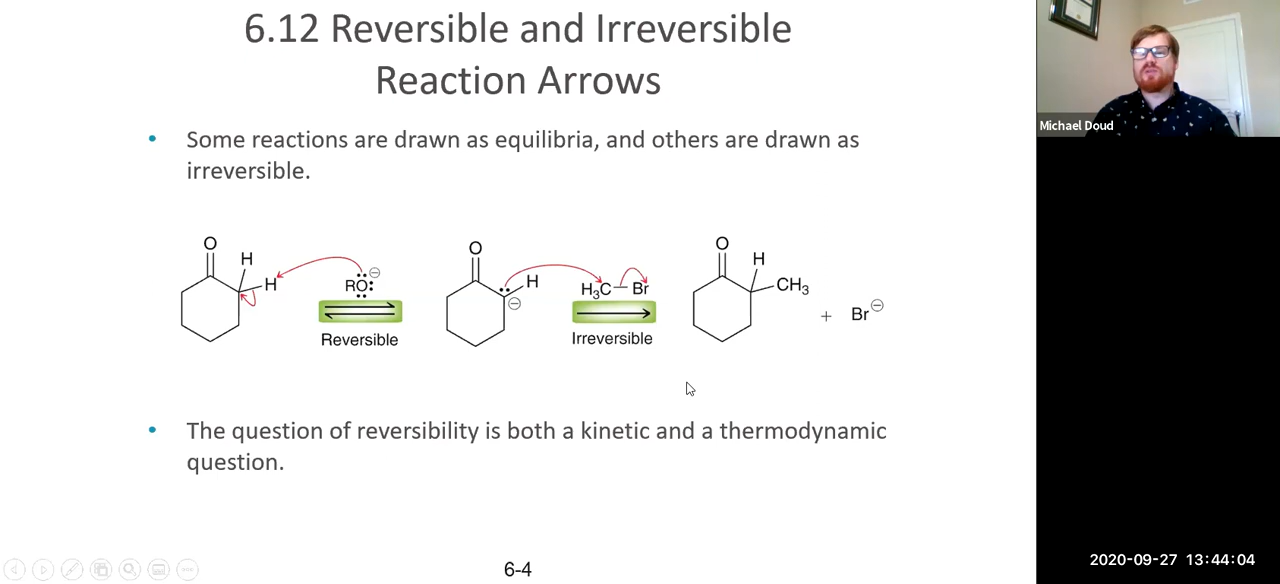 6.12 Reversible and Irreversible
Reaction Arrows
• Some reactions are drawn as equilibria, and others are drawn as
irreversible.
O
H
H
RO:
⊖
Reversible
O
H
⊖
H3C – Br
Irreversible
O
H
CH3
+ Br⊖
• The question of reversibility is both a kinetic and a thermodynamic
question.
6-4
Michael Doud
2020-09-27 13:44:04